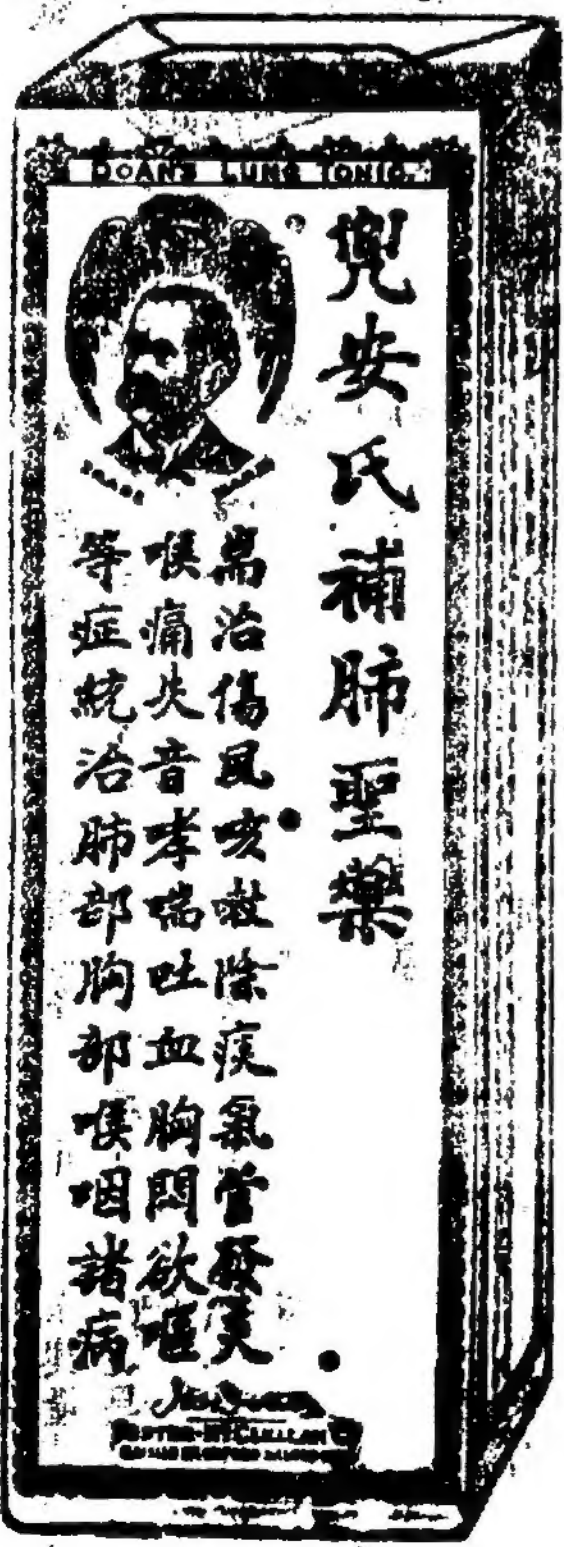 DOAN'S LUNG TONIC.
兜安氏補肺聖藥
耑治傷風咳嗽除痰氣管發炎
喉痛失音哮喘吐血胸悶欲嘔
等症統治肺部胸部喉咽諸病
FOSTER-McCLELLAN Co